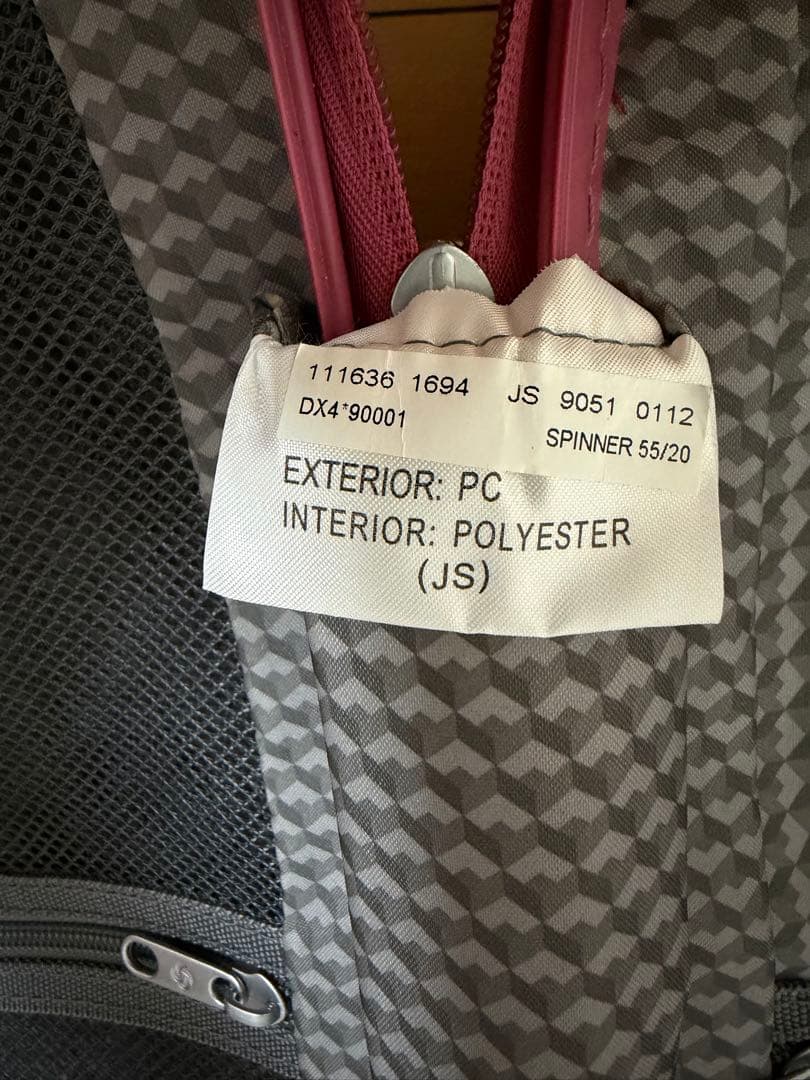 111636 1694 JS 9051 0112
DX4*90001 SPINNER 55/20
EXTERIOR: PC
INTERIOR: POLYESTER
(JS)